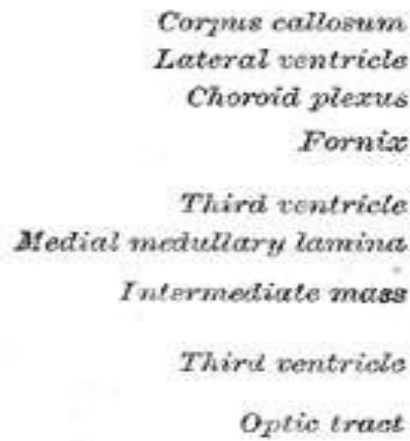 Corpus callosum
Lateral ventricle
Choroid plexus
Fornix
Third ventricle
Medial medullary lamina
Intermediate mass
Third ventricle
Optic tract